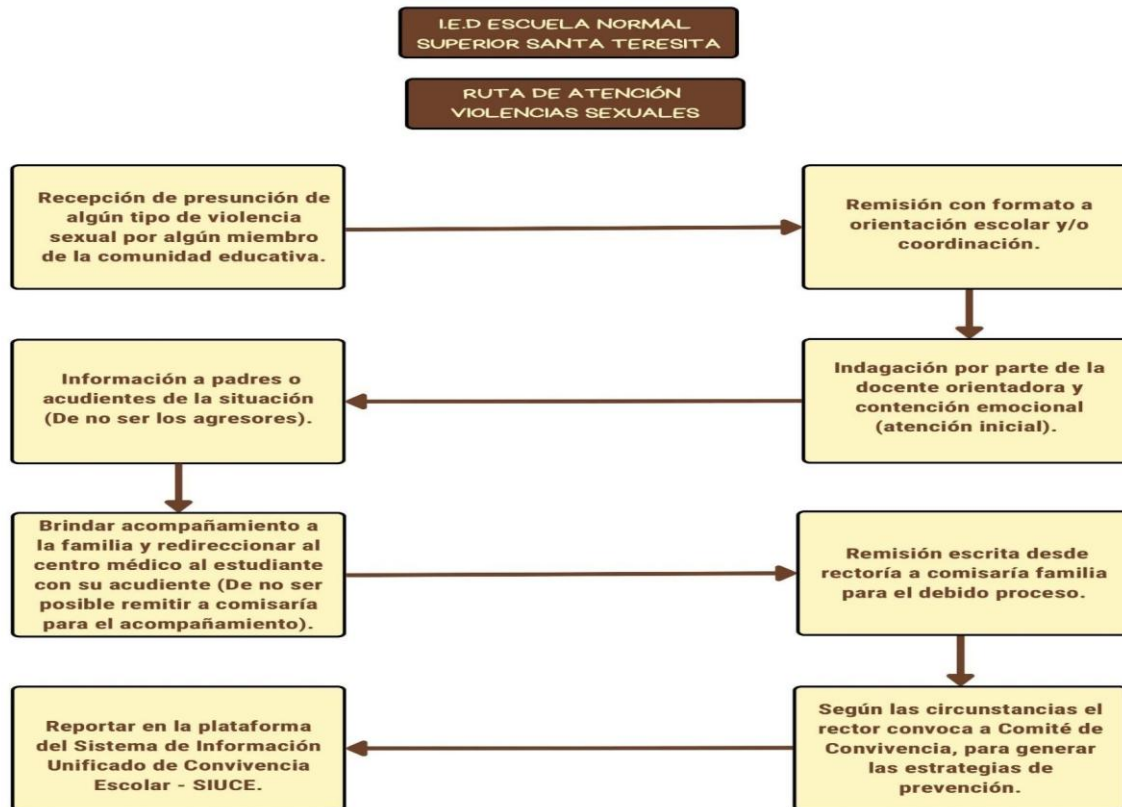 I.E.D ESCUELA NORMAL
SUPERIOR SANTA TERESITA
RUTA DE ATENCIÓN
VIOLENCIAS SEXUALES
Recepción de presunción de
algún tipo de violencia
sexual por algún miembro
de la comunidad educativa.
Remisión con formato a
orientación escolar y/o
coordinación.
Indagación por parte de la
docente orientadora y
contención emocional
(atención inicial).
Información a padres o
acudientes de la situación
(De no ser los agresores).
Brindar acompañamiento a
la familia y redireccionar al
centro médico al estudiante
con su acudiente (De no ser
posible remitir a comisaría
para el acompañamiento).
Remisión escrita desde
rectoría a comisaría familia
para el debido proceso.
Según las circunstancias el
rector convoca a Comité de
Convivencia, para generar
las estrategias de
prevención.
Reportar en la plataforma
del Sistema de Información
Unificado de Convivencia
Escolar - SIUCE.